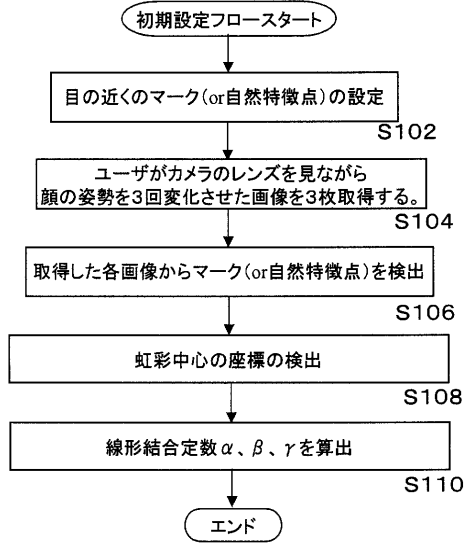 初期設定フロースタート
目の近くのマーク(or自然特徴点)の設定
S102
ユーザがカメラのレンズを見ながら
顔の姿勢を3回変化させた画像を3枚取得する。
S104
取得した各画像からマーク(or自然特徴点)を検出
S106
虹彩中心の座標の検出
S108
線形結合定数α、β、γを算出
S110
エンド